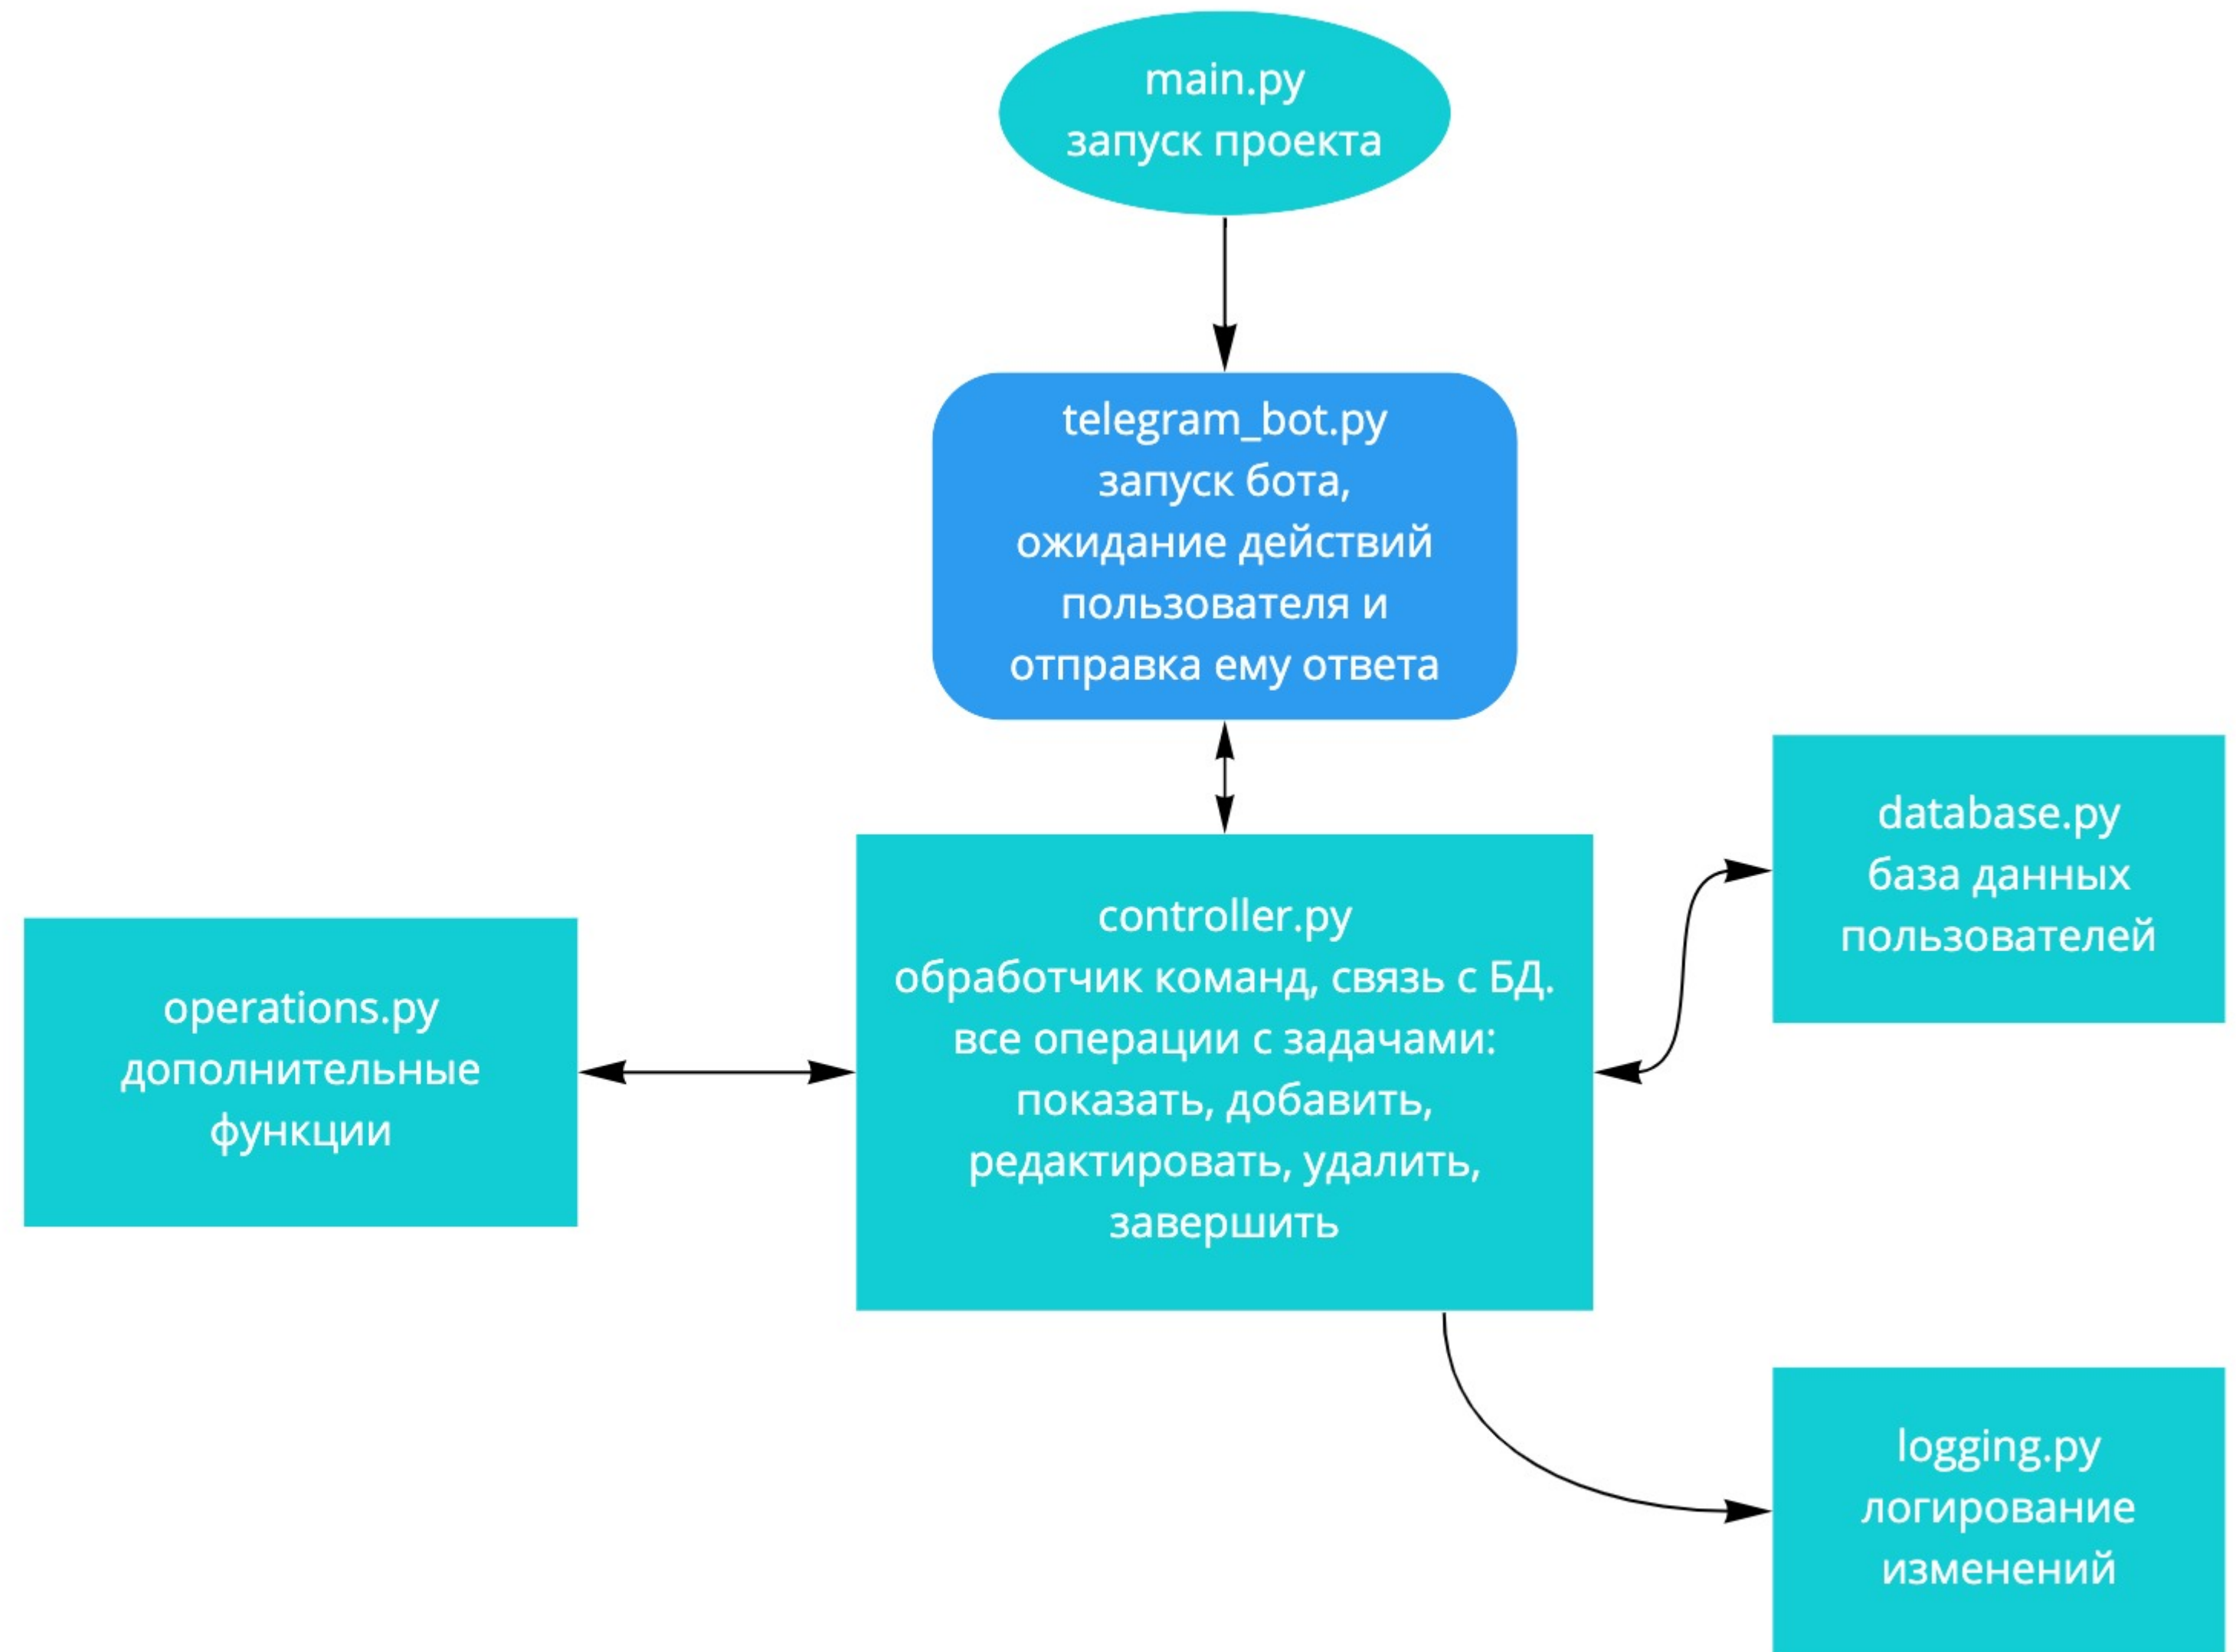 main.py
запуск проекта
telegram_bot.py
запуск бота,
ожидание действий
пользователя и
отправка ему ответа
database.py
база данных
пользователей
controller.py
обработчик команд, связь с БД.
все операции с задачами:
показать, добавить,
редактировать, удалить,
завершить
operations.py
дополнительные
функции
logging.py
логирование
изменений